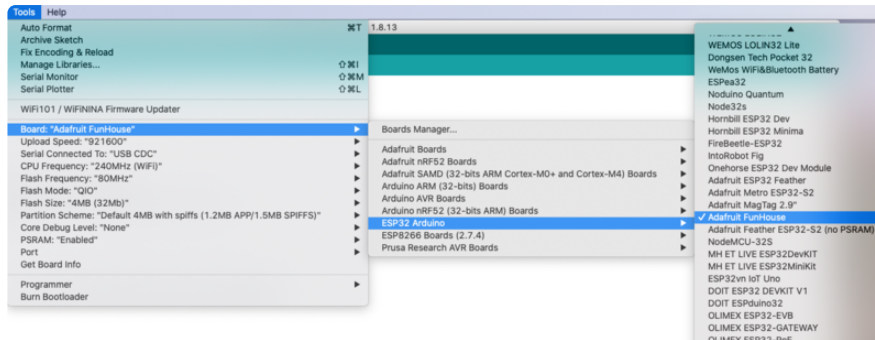 Tools Help
Auto Format ⌘T
Archive Sketch
Fix Encoding & Reload
Manage Libraries... ⇧⌘I
Serial Monitor ⇧⌘M
Serial Plotter ⇧⌘L
WiFi101 / WiFiNINA Firmware Updater
Board: "Adafruit FunHouse"
Upload Speed: "921600"
Serial Connected To: "USB CDC"
CPU Frequency: "240MHz (WiFi)"
Flash Frequency: "80MHz"
Flash Mode: "QIO"
Flash Size: "4MB (32Mb)"
Partition Scheme: "Default 4MB with spiffs (1.2MB APP/1.5MB SPIFFS)"
Core Debug Level: "None"
PSRAM: "Enabled"
Port
Get Board Info
Programmer
Burn Bootloader
1.8.13
Boards Manager...
Adafruit Boards
Adafruit nRF52 Boards
Adafruit SAMD (32-bits ARM Cortex-M0+ and Cortex-M4) Boards
Arduino ARM (32-bits) Boards
Arduino AVR Boards
Arduino nRF52 (32-bits ARM) Boards
ESP32 Arduino
ESP8266 Boards (2.7.4)
Prusa Research AVR Boards
WEMOS LOLIN32 Lite
Dongsen Tech Pocket 32
WeMos WiFi&Bluetooth Battery
ESPea32
Noduino Quantum
Node32s
Hornbill ESP32 Dev
Hornbill ESP32 Minima
FireBeetle-ESP32
IntoRobot Fig
Onehorse ESP32 Dev Module
Adafruit ESP32 Feather
Adafruit Metro ESP32-S2
Adafruit MagTag 2.9"
✓ Adafruit FunHouse
Adafruit Feather ESP32-S2 (no PSRAM)
NodeMCU-32S
MH ET LIVE ESP32DevKIT
MH ET LIVE ESP32MiniKit
ESP32vn IoT Uno
DOIT ESP32 DEVKIT V1
DOIT ESPduino32
OLIMEX ESP32-EVB
OLIMEX ESP32-GATEWAY
OLIMEX ESP32-PoE